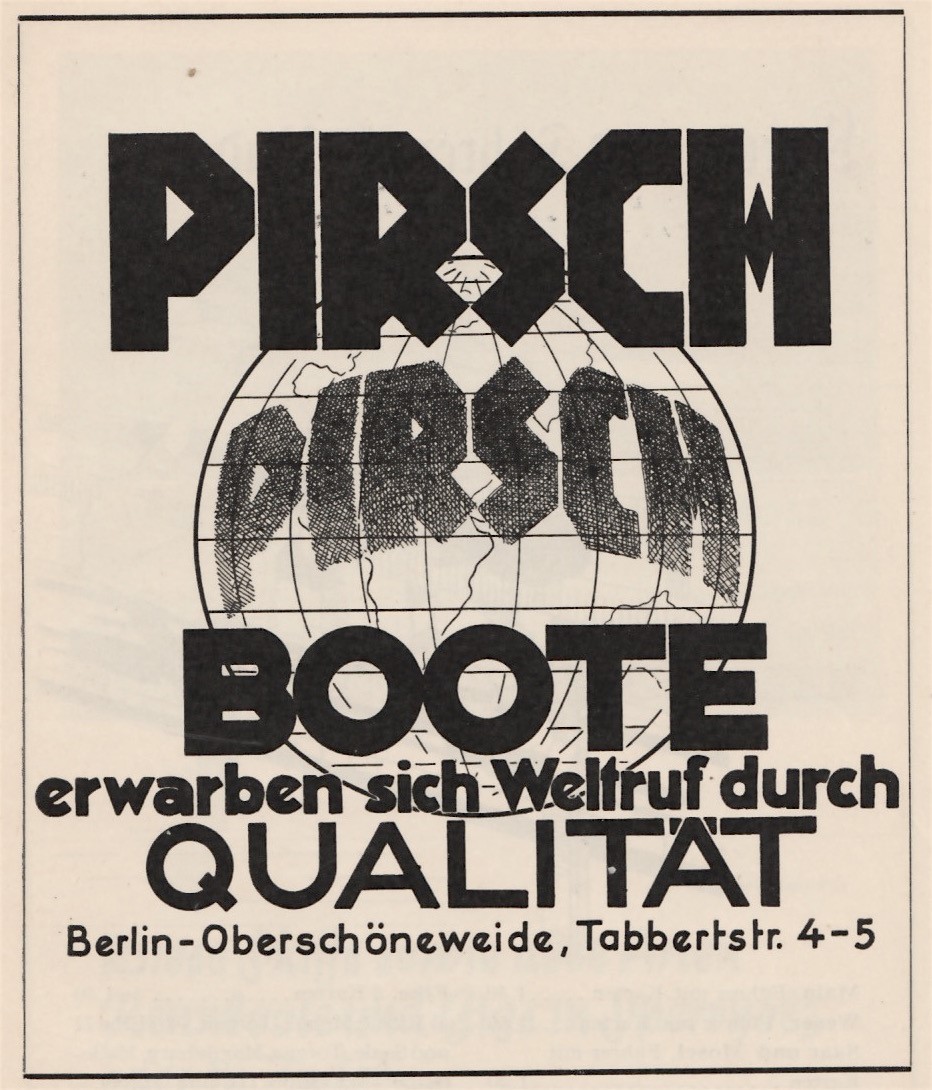 PIRSCH
PIRSCH
BOOTE
erwarben sich Weltruf durch
QUALITÄT
Berlin-Oberschöneweide, Tabbertstr. 4-5